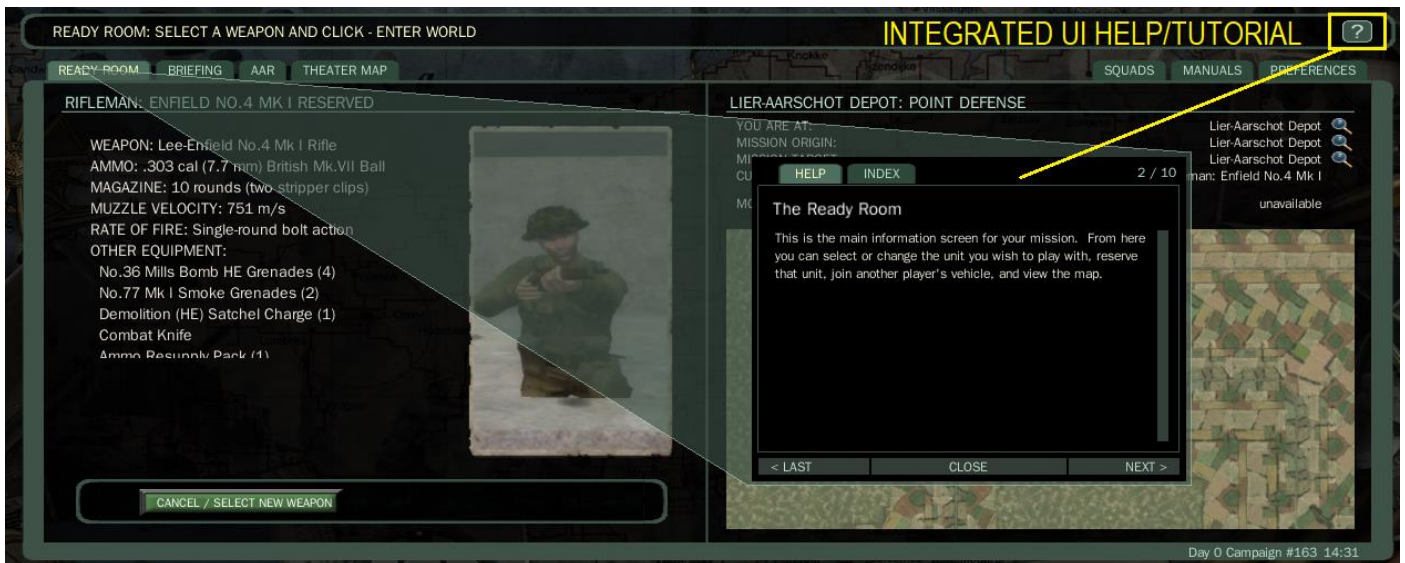 READY ROOM: SELECT A WEAPON AND CLICK - ENTER WORLD
INTEGRATED UI HELP/TUTORIAL
?
READY ROOM BRIEFING AAR THEATER MAP
SQUADS MANUALS PREFERENCES
RIFLEMAN: ENFIELD NO.4 MK I RESERVED
WEAPON: Lee-Enfield No.4 Mk I Rifle
AMMO: .303 cal (7.7 mm) British Mk.VII Ball
MAGAZINE: 10 rounds (two stripper clips)
MUZZLE VELOCITY: 751 m/s
RATE OF FIRE: Single-round bolt action
OTHER EQUIPMENT:
No.36 Mills Bomb HE Grenades (4)
No.77 Mk I Smoke Grenades (2)
Demolition (HE) Satchel Charge (1)
Combat Knife
Ammo Resupply Pack (1)
CANCEL / SELECT NEW WEAPON
LIER-AARSCHOT DEPOT: POINT DEFENSE
YOU ARE AT: Lier-Aarschot Depot
MISSION ORIGIN: Lier-Aarschot Depot
MISSION TARGET: Lier-Aarschot Depot
man: Enfield No.4 Mk I
unavailable
HELP INDEX 2 / 10
The Ready Room
This is the main information screen for your mission. From here
you can select or change the unit you wish to play with, reserve
that unit, join another player's vehicle, and view the map.
< LAST CLOSE NEXT >
Day 0 Campaign #163 14:31